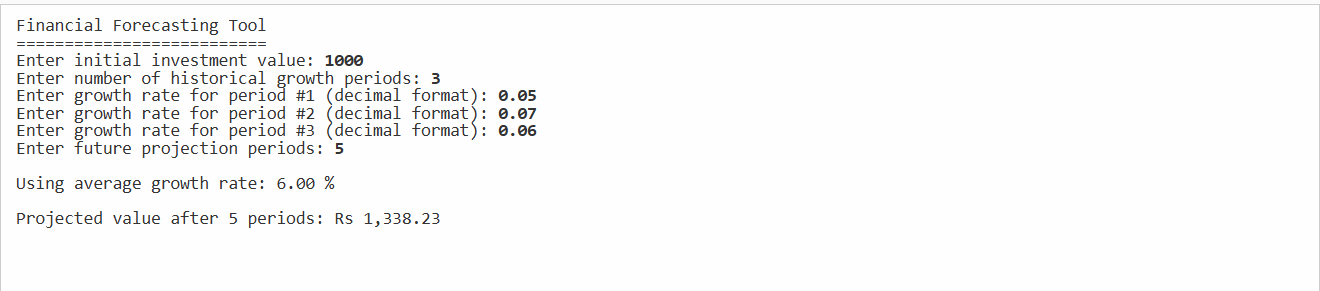 Financial Forecasting Tool
==========================
Enter initial investment value: 1000
Enter number of historical growth periods: 3
Enter growth rate for period #1 (decimal format): 0.05
Enter growth rate for period #2 (decimal format): 0.07
Enter growth rate for period #3 (decimal format): 0.06
Enter future projection periods: 5
Using average growth rate: 6.00 %
Projected value after 5 periods: Rs 1,338.23